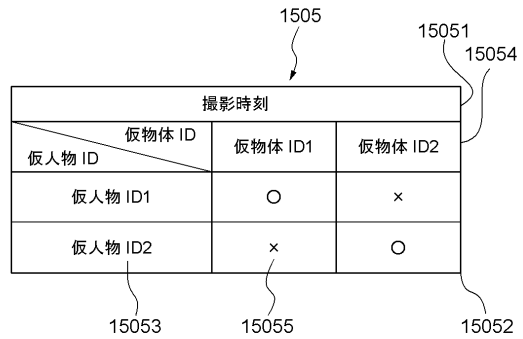 1505
15051
15054
撮影時刻
仮物体 ID
仮人物 ID
仮物体 ID1
仮物体 ID2
仮人物 ID1
○
×
仮人物 ID2
×
○
15053
15055
15052